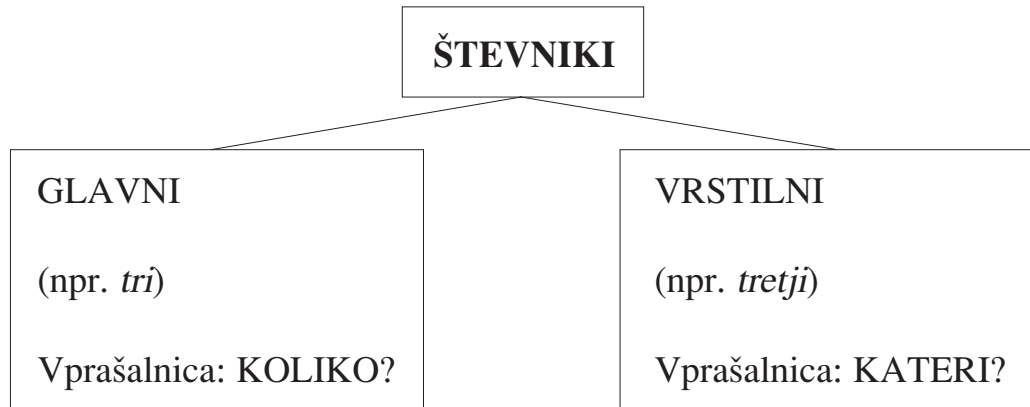 ŠTEVNIKI
GLAVNI
(npr. tri)
Vprašalnica: KOLIKO?
VRSTILNI
(npr. tretji)
Vprašalnica: KATERI?